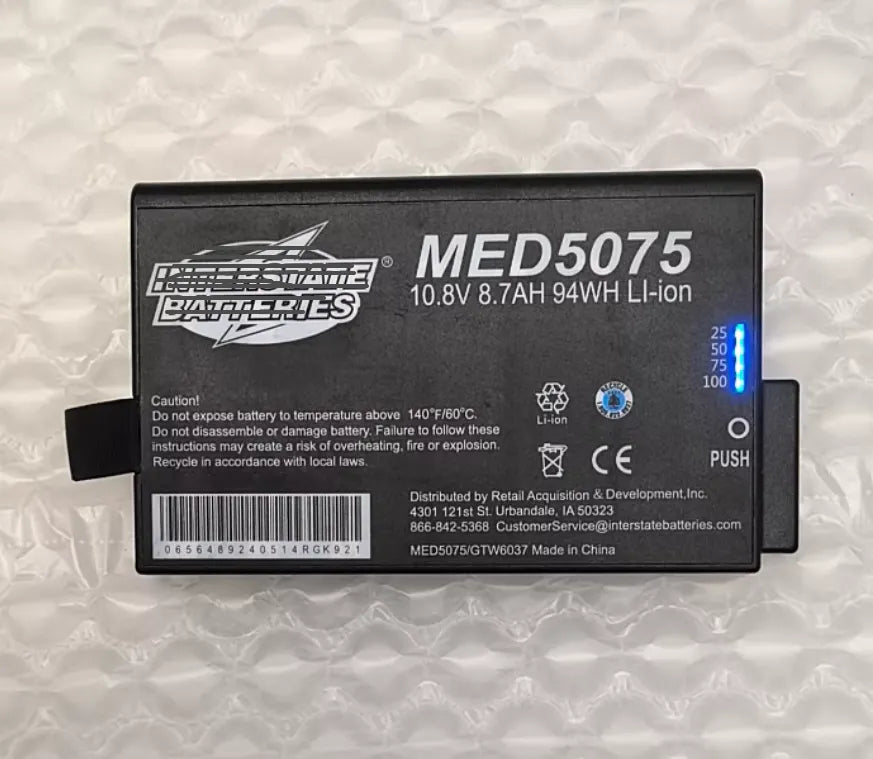 INTERSTATE
BATTERIES
®
MED5075
10.8V 8.7AH 94WH LI-ion
25
50
75
100
PUSH
Caution!
Do not expose battery to temperature above 140°F/60°C.
Do not disassemble or damage battery. Failure to follow these
instructions may create a risk of overheating, fire or explosion.
Recycle in accordance with local laws.
Li-ion
RECYCLE
CE
0656489240514RGK921
Distributed by Retail Acquisition & Development,Inc.
4301 121st St. Urbandale, IA 50323
866-842-5368 CustomerService@interstatebatteries.com
MED5075/GTW6037 Made in China